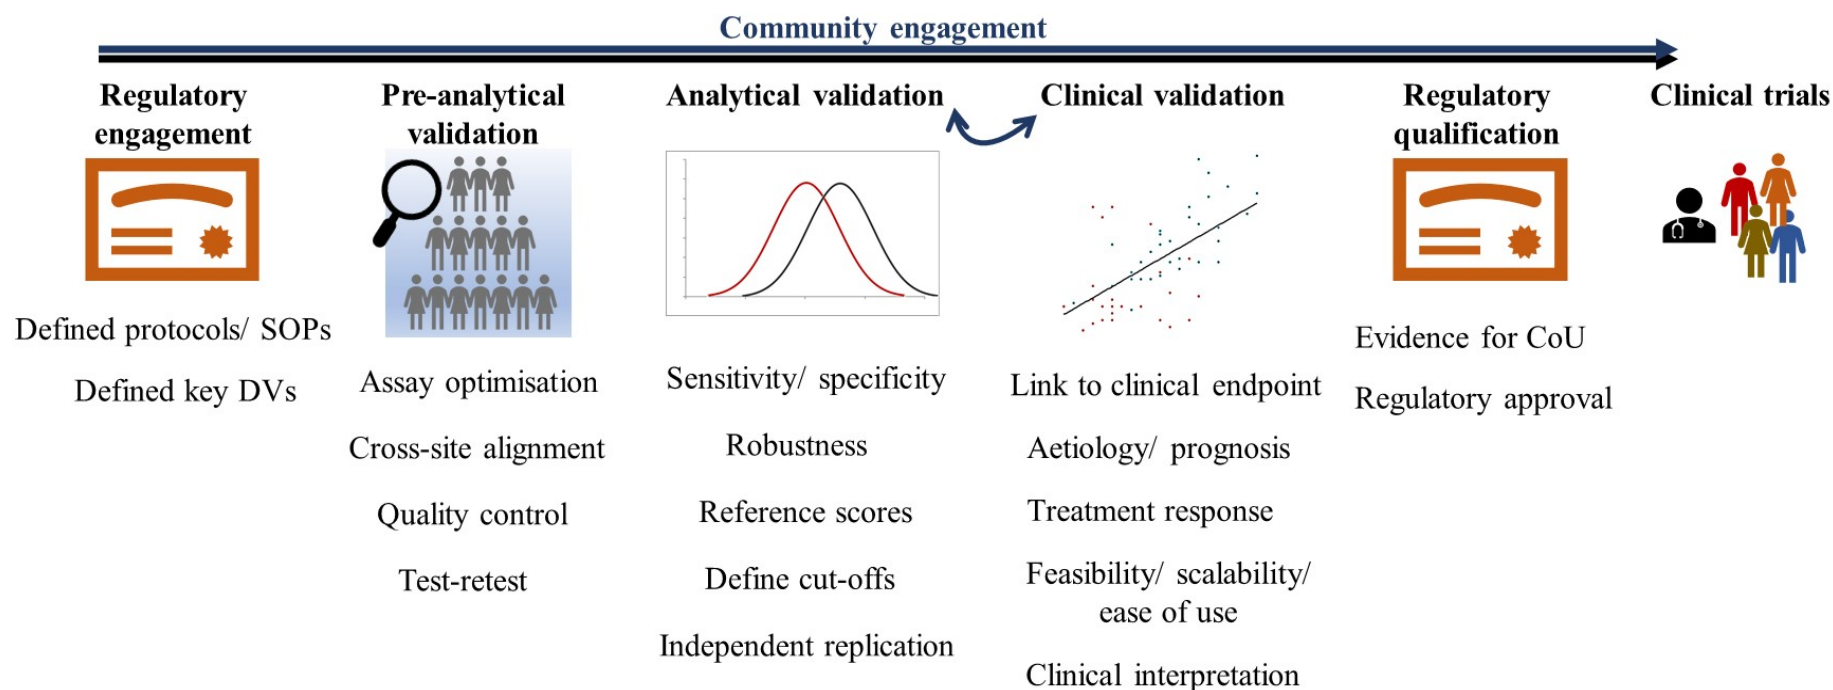 Community engagement
Regulatory
engagement
Defined protocols/ SOPs
Defined key DVs
Pre-analytical
validation
Assay optimisation
Cross-site alignment
Quality control
Test-retest
Analytical validation
Sensitivity/ specificity
Robustness
Reference scores
Define cut-offs
Independent replication
Clinical validation
Link to clinical endpoint
Aetiology/ prognosis
Treatment response
Feasibility/ scalability/
ease of use
Clinical interpretation
Regulatory
qualification
Evidence for CoU
Regulatory approval
Clinical trials